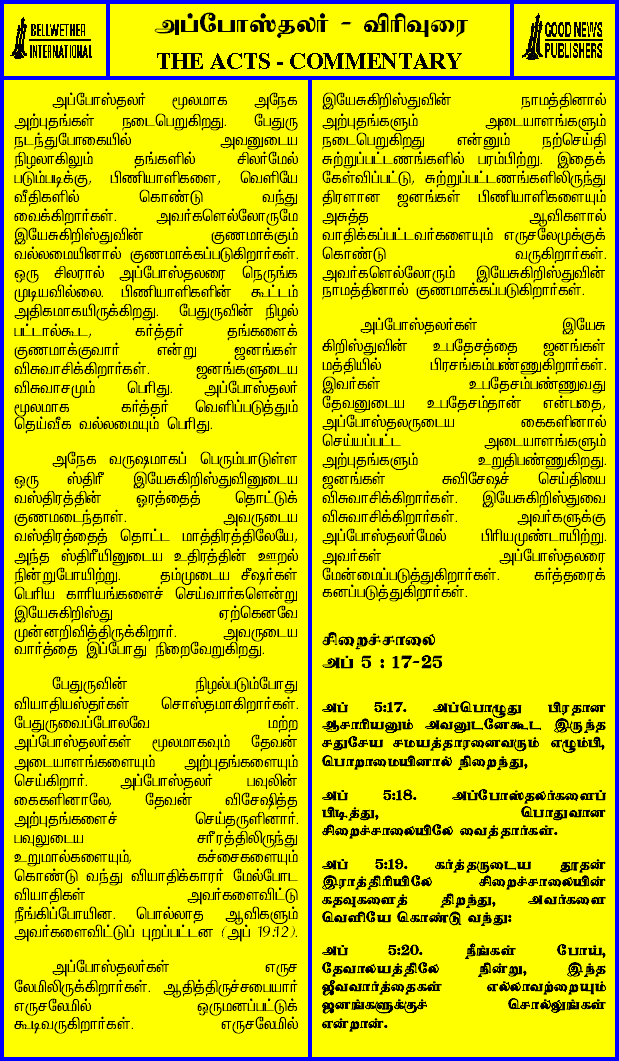 BELLWETHER
INTERNATIONAL
அப்போஸ்தலர் - விரிவுரை
THE ACTS - COMMENTARY
GOOD NEWS
PUBLISHERS
அப்போஸ்தலர் மூலமாக அநேக
அற்புதங்கள் நடைபெறுகிறது. பேதுரு
நடந்துபோகையில் அவனுடைய
நிழலாகிலும் தங்களில் சிலர்மேல்
படும்படிக்கு, பிணியாளிகளை, வெளியே
வீதிகளில் கொண்டு வந்து
வைக்கிறார்கள். அவர்களெல்லோருமே
இயேசுகிறிஸ்துவின் குணமாக்கும்
வல்லமையினால் குணமாக்கப்படுகிறார்கள்.
ஒரு சிலரால் அப்போஸ்தலரை நெருங்க
முடியவில்லை. பிணியாளிகளின் கூட்டம்
அதிகமாகயிருக்கிறது. பேதுருவின் நிழல்
பட்டால்கூட, கர்த்தர் தங்களைக்
குணமாக்குவார் என்று ஜனங்கள்
விசுவாசிக்கிறார்கள். ஜனங்களுடைய
விசுவாசமும் பெரிது. அப்போஸ்தலர்
மூலமாக கர்த்தர் வெளிப்படுத்தும்
தெய்வீக வல்லமையும் பெரிது.
அநேக வருஷமாகப் பெரும்பாடுள்ள
ஒரு ஸ்திரீ இயேசுகிறிஸ்துவினுடைய
வஸ்திரத்தின் ஓரத்தைத் தொட்டுக்
குணமடைந்தாள். அவருடைய
வஸ்திரத்தைத் தொட்ட மாத்திரத்திலேயே,
அந்த ஸ்திரீயினுடைய உதிரத்தின் ஊறல்
நின்றுபோயிற்று. தம்முடைய சீஷர்கள்
பெரிய காரியங்களைச் செய்வார்களென்று
இயேசுகிறிஸ்து ஏற்கெனவே
முன்னறிவித்திருக்கிறார். அவருடைய
வார்த்தை இப்போது நிறைவேறுகிறது.
பேதுருவின் நிழல்படும்போது
வியாதியஸ்தர்கள் சொஸ்தமாகிறார்கள்.
பேதுருவைப்போலவே மற்ற
அப்போஸ்தலர்கள் மூலமாகவும் தேவன்
அடையாளங்களையும் அற்புதங்களையும்
செய்கிறார். அப்போஸ்தலர் பவுலின்
கைகளினாலே, தேவன் விசேஷித்த
அற்புதங்களைச் செய்தருளினார்.
பவுலுடைய சரீரத்திலிருந்து
உறுமால்களையும், கச்சைகளையும்
கொண்டு வந்து வியாதிக்காரர் மேல்போட
வியாதிகள் அவர்களைவிட்டு
நீங்கிப்போயின. பொல்லாத ஆவிகளும்
அவர்களைவிட்டுப் புறப்பட்டன (அப் 19:12).
அப்போஸ்தலர்கள் எருச
லேமிலிருக்கிறார்கள். ஆதித்திருச்சபையார்
எருசலேமில் ஒருமனப்பட்டுக்
கூடிவருகிறார்கள். எருசலேமில்
இயேசுகிறிஸ்துவின் நாமத்தினால்
அற்புதங்களும் அடையாளங்களும்
நடைபெறுகிறது என்னும் நற்செய்தி
சுற்றுப்பட்டணங்களில் பரம்பிற்று. இதைக்
கேள்விப்பட்டு, சுற்றுப்பட்டணங்களிலிருந்து
திரளான ஜனங்கள் பிணியாளிகளையும்
அசுத்த ஆவிகளால்
வாதிக்கப்பட்டவர்களையும் எருசலேமுக்குக்
கொண்டு வருகிறார்கள்.
அவர்களெல்லோரும் இயேசுகிறிஸ்துவின்
நாமத்தினால் குணமாக்கப்படுகிறார்கள்.
அப்போஸ்தலர்கள் இயேசு
கிறிஸ்துவின் உபதேசத்தை ஜனங்கள்
மத்தியில் பிரசங்கம்பண்ணுகிறார்கள்.
இவர்கள் உபதேசம்பண்ணுவது
தேவனுடைய உபதேசம்தான் என்பதை,
அப்போஸ்தலருடைய கைகளினால்
செய்யப்பட்ட அடையாளங்களும்
அற்புதங்களும் உறுதிபண்ணுகிறது.
ஜனங்கள் சுவிசேஷச் செய்தியை
விசுவாசிக்கிறார்கள். இயேசுகிறிஸ்துவை
விசுவாசிக்கிறார்கள். அவர்களுக்கு
அப்போஸ்தலர்மேல் பிரியமுண்டாயிற்று.
அவர்கள் அப்போஸ்தலரை
மேன்மைப்படுத்துகிறார்கள். கர்த்தரைக்
கனப்படுத்துகிறார்கள்.
சிறைச்சாலை
அப் 5 : 17-25
அப் 5:17. அப்பொழுது பிரதான
ஆசாரியனும் அவனுடனேகூட இருந்த
சதுசேய சமயத்தாரனைவரும் எழும்பி,
பொறாமையினால் நிறைந்து,
அப் 5:18. அப்போஸ்தலர்களைப்
பிடித்து, பொதுவான
சிறைச்சாலையிலே வைத்தார்கள்.
அப் 5:19. கர்த்தருடைய தூதன்
இராத்திரியிலே சிறைச்சாலையின்
கதவுகளைத் திறந்து, அவர்களை
வெளியே கொண்டு வந்து:
அப் 5:20. நீங்கள் போய்,
தேவாலயத்திலே நின்று, இந்த
ஜீவவார்த்தைகள் எல்லாவற்றையும்
ஜனங்களுக்குச் சொல்லுங்கள்
என்றான்.